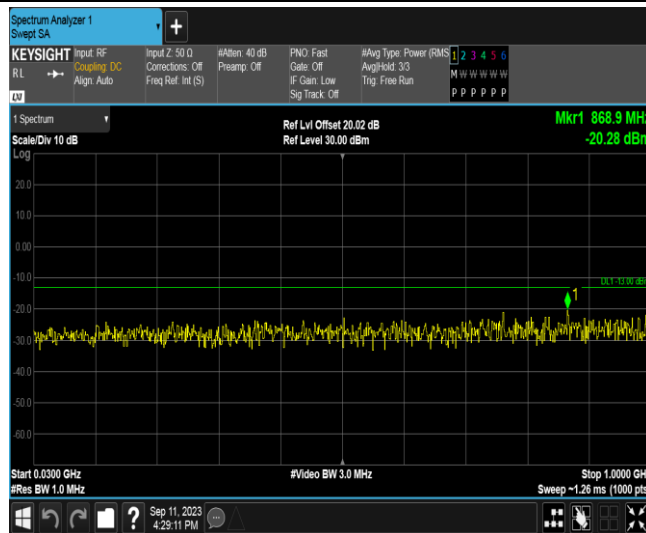 Spectrum Analyzer 1
Swept SA
KEYSIGHT
RL
LXI
Input: RF
Coupling: DC
Align: Auto
Input Z: 50 Ω
Corrections: Off
Freq Ref: Int (S)
#Atten: 40 dB
Preamp: Off
PNO: Fast
Gate: Off
IF Gain: Low
Sig Track: Off
#Avg Type: Power (RMS
Avg|Hold: 3/3
Trig: Free Run
1 2 3 4 5 6
M W W W W W
P P P P P P
1 Spectrum
Scale/Div 10 dB
Log
Ref Lvl Offset 20.02 dB
Ref Level 30.00 dBm
Mkr1 868.9 MHz
-20.28 dBm
20.0
10.0
0.00
-10.0
DL1 -13.00 dBm
1
-20.0
-30.0
-40.0
-50.0
-60.0
Start 0.0300 GHz
#Res BW 1.0 MHz
#Video BW 3.0 MHz
Stop 1.0000 GHz
Sweep ~1.26 ms (1000 pts
Sep 11, 2023
4:29:11 PM